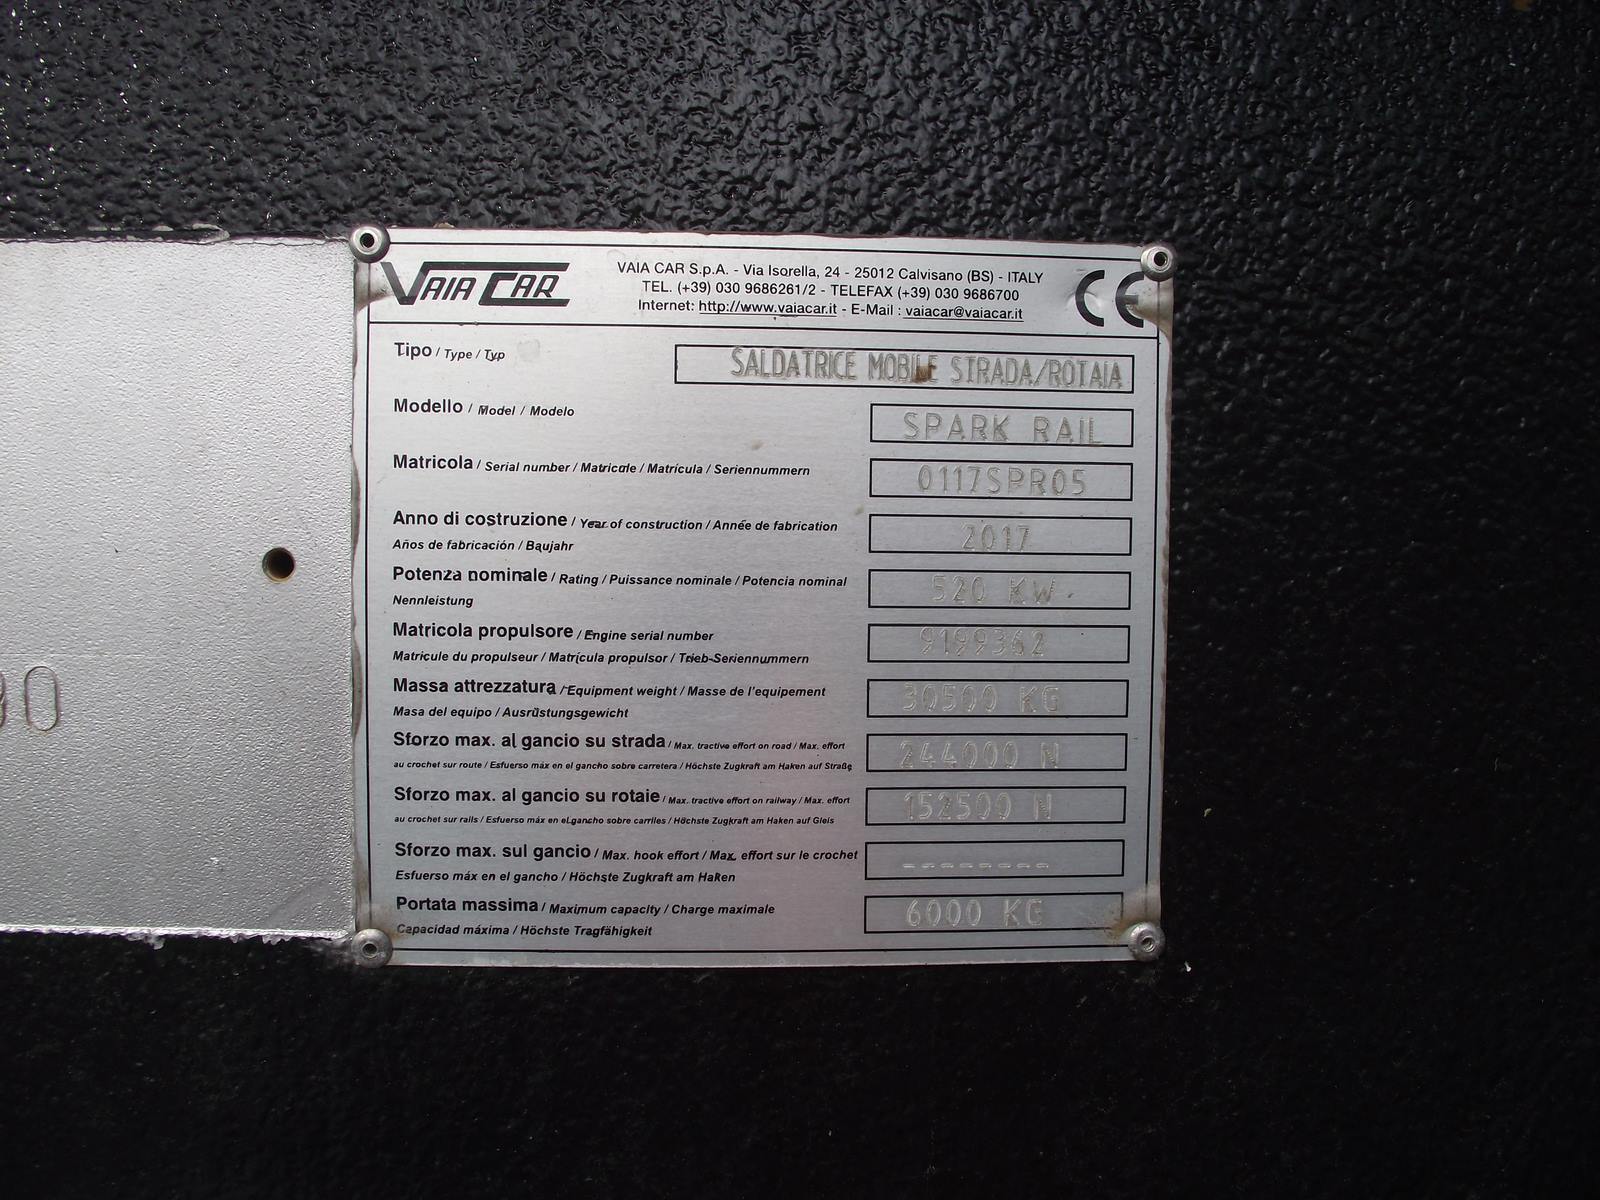 VAIA CAR
VAIA CAR S.p.A. - Via Isorella, 24 - 25012 Calvisano (BS) - ITALY
TEL. (+39) 030 9686261/2 - TELEFAX (+39) 030 9686700
Internet: http://www.vaiacar.it - E-Mail : vaiacar@vaiacar.it
CE
Tipo / Type / Typ SALDATRICE MOBILE STRADA/ROTAIA
Modello / Model / Modelo SPARK RAIL
Matricola / Serial number / Matricule / Matrícula / Seriennummern 0117SPR05
Anno di costruzione / Year of construction / Année de fabrication 2017
Años de fabricación / Baujahr
Potenza nominale / Rating / Puissance nominale / Potencia nominal 520 KW
Nennleistung
Matricola propulsore / Engine serial number 9199362
Matricule du propulseur / Matrícula propulsor / Trieb-Seriennummern
Massa attrezzatura / Equipment weight / Masse de l'equipement 30500 KG
Masa del equipo / Ausrüstungsgewicht
Sforzo max. al gancio su strada / Max. tractive effort on road / Max. effort 244000 N
au crochet sur route / Esfuerso máx en el gancho sobre carretera / Höchste Zugkraft am Haken auf Straße
Sforzo max. al gancio su rotaie / Max. tractive effort on railway / Max. effort 152500 N
au crochet sur rails / Esfuerso máx en el gancho sobre carriles / Höchste Zugkraft am Haken auf Gleis
Sforzo max. sul gancio / Max. hook effort / Max. effort sur le crochet --------
Esfuerso máx en el gancho / Höchste Zugkraft am Haken
Portata massima / Maximum capacity / Charge maximale 6000 KG
Capacidad máxima / Höchste Tragfähigkeit